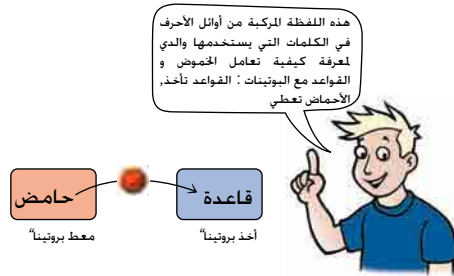 هذه اللفظة المركبة من أوائل الأحرف
في الكلمات التي يستخدمها والدي
لمعرفة كيفية تعامل الحموض و
القواعد مع البوتينات : القواعد تأخذ,
الأحماض تعطي
حامض
قاعدة
معط بروتينا"
أخذ بروتينا"